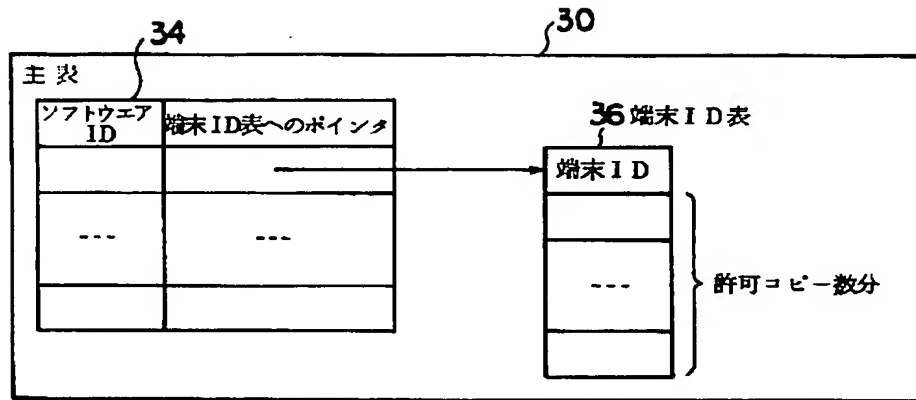 34
30
主表
ソフトウエア
ID
端末ID表へのポインタ
36 端末ID表
端末ID
---
---
---
許可コピー数分